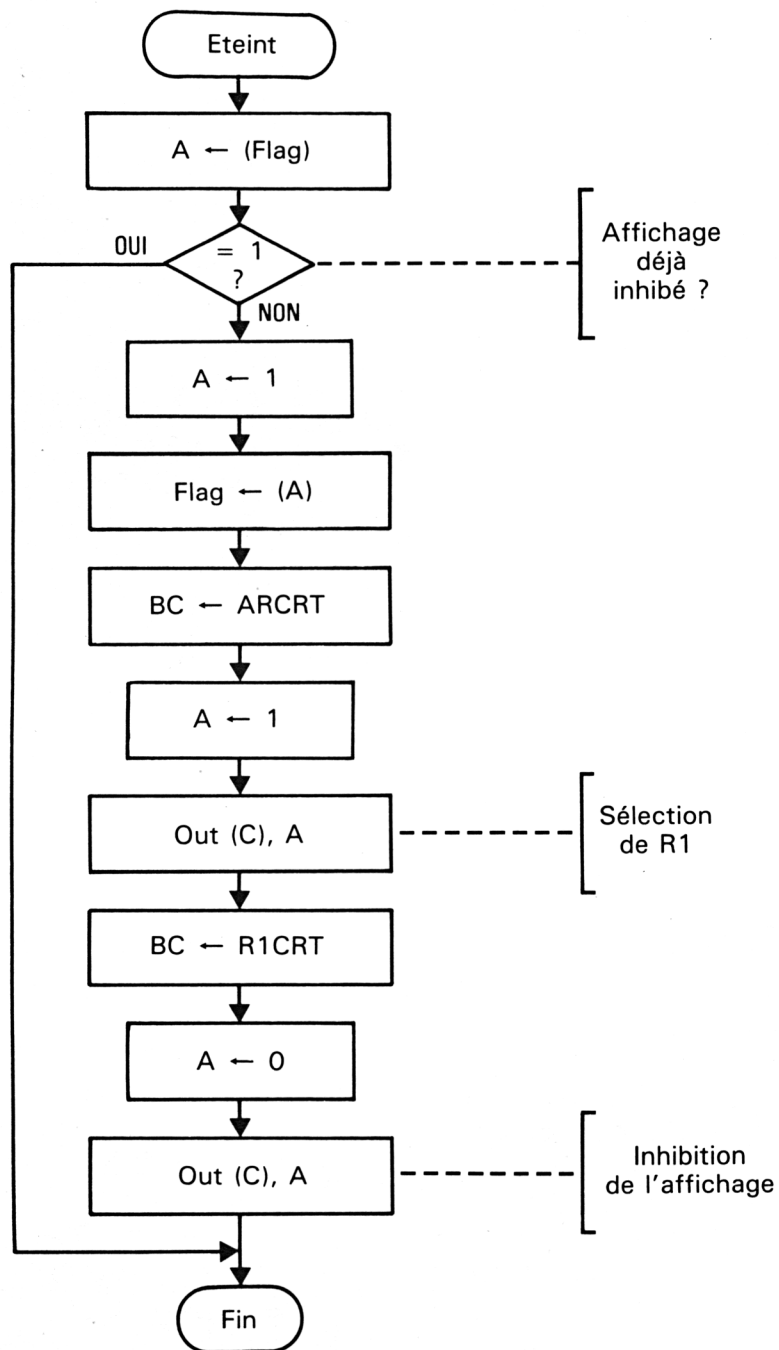 Eteint
A ← (Flag)
OUI
= 1
?
Affichage
déjà
inhibé ?
NON
A ← 1
Flag ← (A)
BC ← ARCRT
A ← 1
Out (C), A
Sélection
de R1
BC ← R1CRT
A ← 0
Out (C), A
Inhibition
de l'affichage
Fin